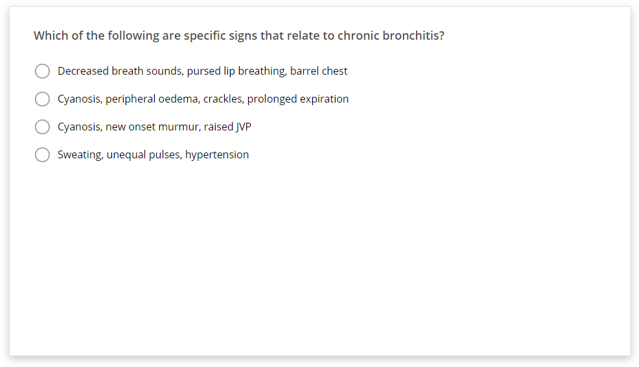 Which of the following are specific signs that relate to chronic bronchitis?
Decreased breath sounds, pursed lip breathing, barrel chest
Cyanosis, peripheral oedema, crackles, prolonged expiration
Cyanosis, new onset murmur, raised JVP
Sweating, unequal pulses, hypertension